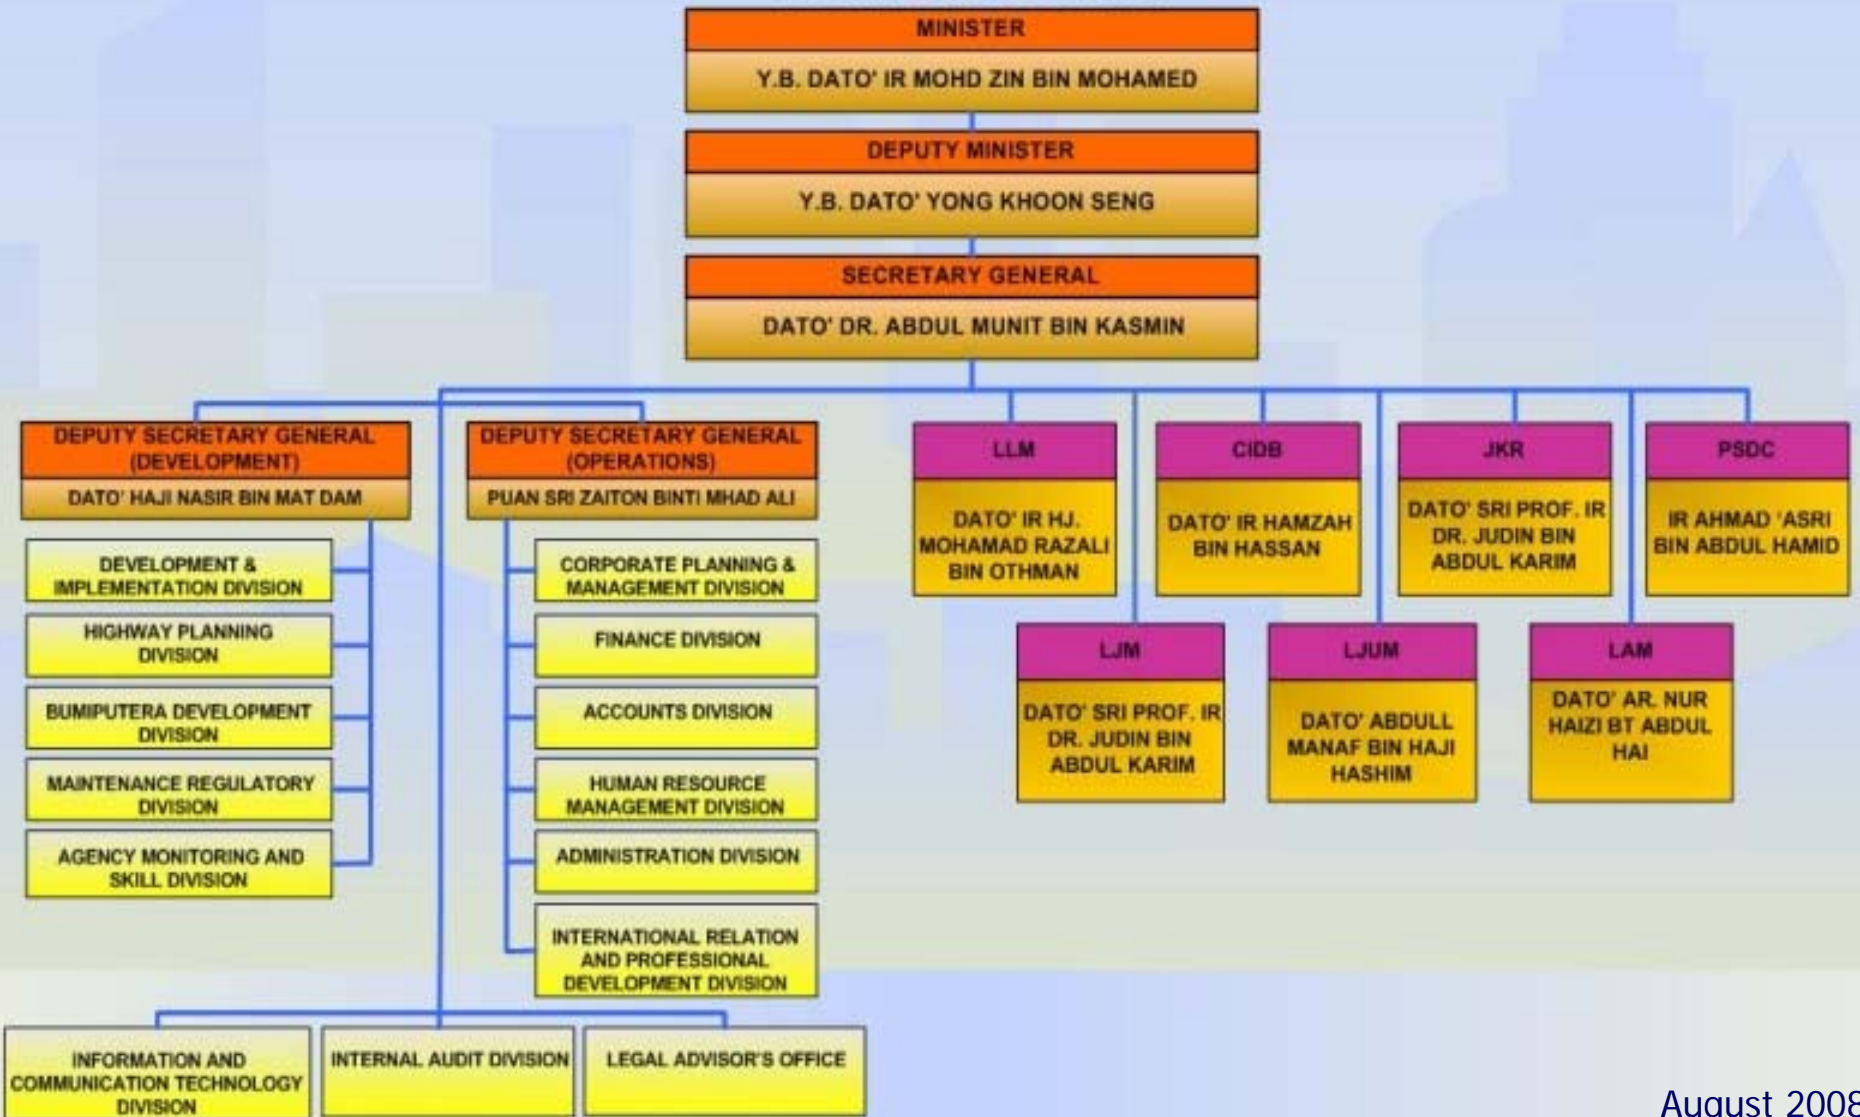 MINISTER
Y.B. DATO' IR MOHD ZIN BIN MOHAMED
DEPUTY MINISTER
Y.B. DATO' YONG KHOON SENG
SECRETARY GENERAL
DATO' DR. ABDUL MUNIT BIN KASMIN
DEPUTY SECRETARY GENERAL
(DEVELOPMENT)
DATO' HAJI NASIR BIN MAT DAM
DEVELOPMENT &
IMPLEMENTATION DIVISION
HIGHWAY PLANNING
DIVISION
BUMIPUTERA DEVELOPMENT
DIVISION
MAINTENANCE REGULATORY
DIVISION
AGENCY MONITORING AND
SKILL DIVISION
DEPUTY SECRETARY GENERAL
(OPERATIONS)
PUAN SRI ZAITON BINTI MHAD ALI
CORPORATE PLANNING &
MANAGEMENT DIVISION
FINANCE DIVISION
ACCOUNTS DIVISION
HUMAN RESOURCE
MANAGEMENT DIVISION
ADMINISTRATION DIVISION
INTERNATIONAL RELATION
AND PROFESSIONAL
DEVELOPMENT DIVISION
LLM
DATO' IR HJ.
MOHAMAD RAZALI
BIN OTHMAN
CIDB
DATO' IR HAMZAH
BIN HASSAN
JKR
DATO' SRI PROF. IR
DR. JUDIN BIN
ABDUL KARIM
PSDC
IR AHMAD 'ASRI
BIN ABDUL HAMID
LJM
DATO' SRI PROF. IR
DR. JUDIN BIN
ABDUL KARIM
LJUM
DATO' ABDULL
MANAF BIN HAJI
HASHIM
LAM
DATO' AR. NUR
HAIZI BT ABDUL
HAI
INFORMATION AND
COMMUNICATION TECHNOLOGY
DIVISION
INTERNAL AUDIT DIVISION
LEGAL ADVISOR'S OFFICE
August 2008